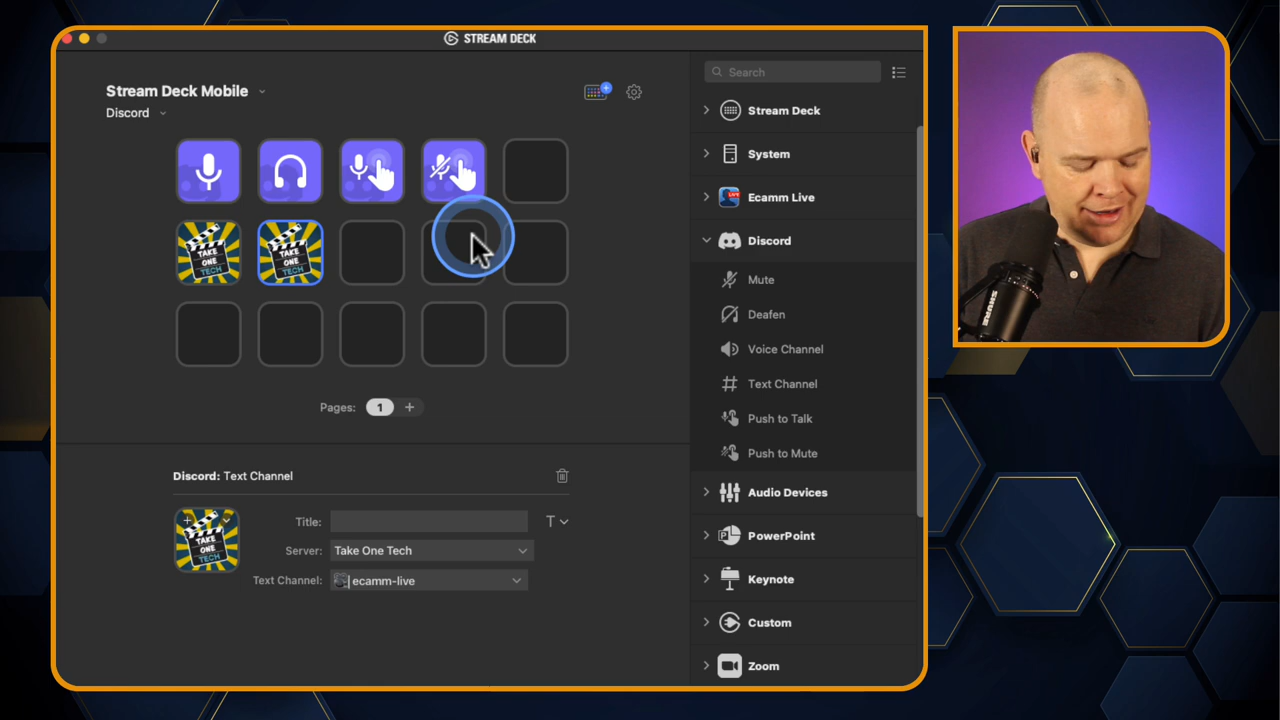 STREAM DECK
Stream Deck Mobile
Discord
TAKE
ONE
TECH
TAKE
ONE
TECH
Pages: 1 +
Discord: Text Channel
TAKE
ONE
TECH
Title:
T
Server: Take One Tech
Text Channel: ecamm-live
Search
Stream Deck
System
LIVE
Ecamm Live
Discord
Mute
Deafen
Voice Channel
Text Channel
Push to Talk
Push to Mute
Audio Devices
PowerPoint
Keynote
Custom
Zoom
SHURE